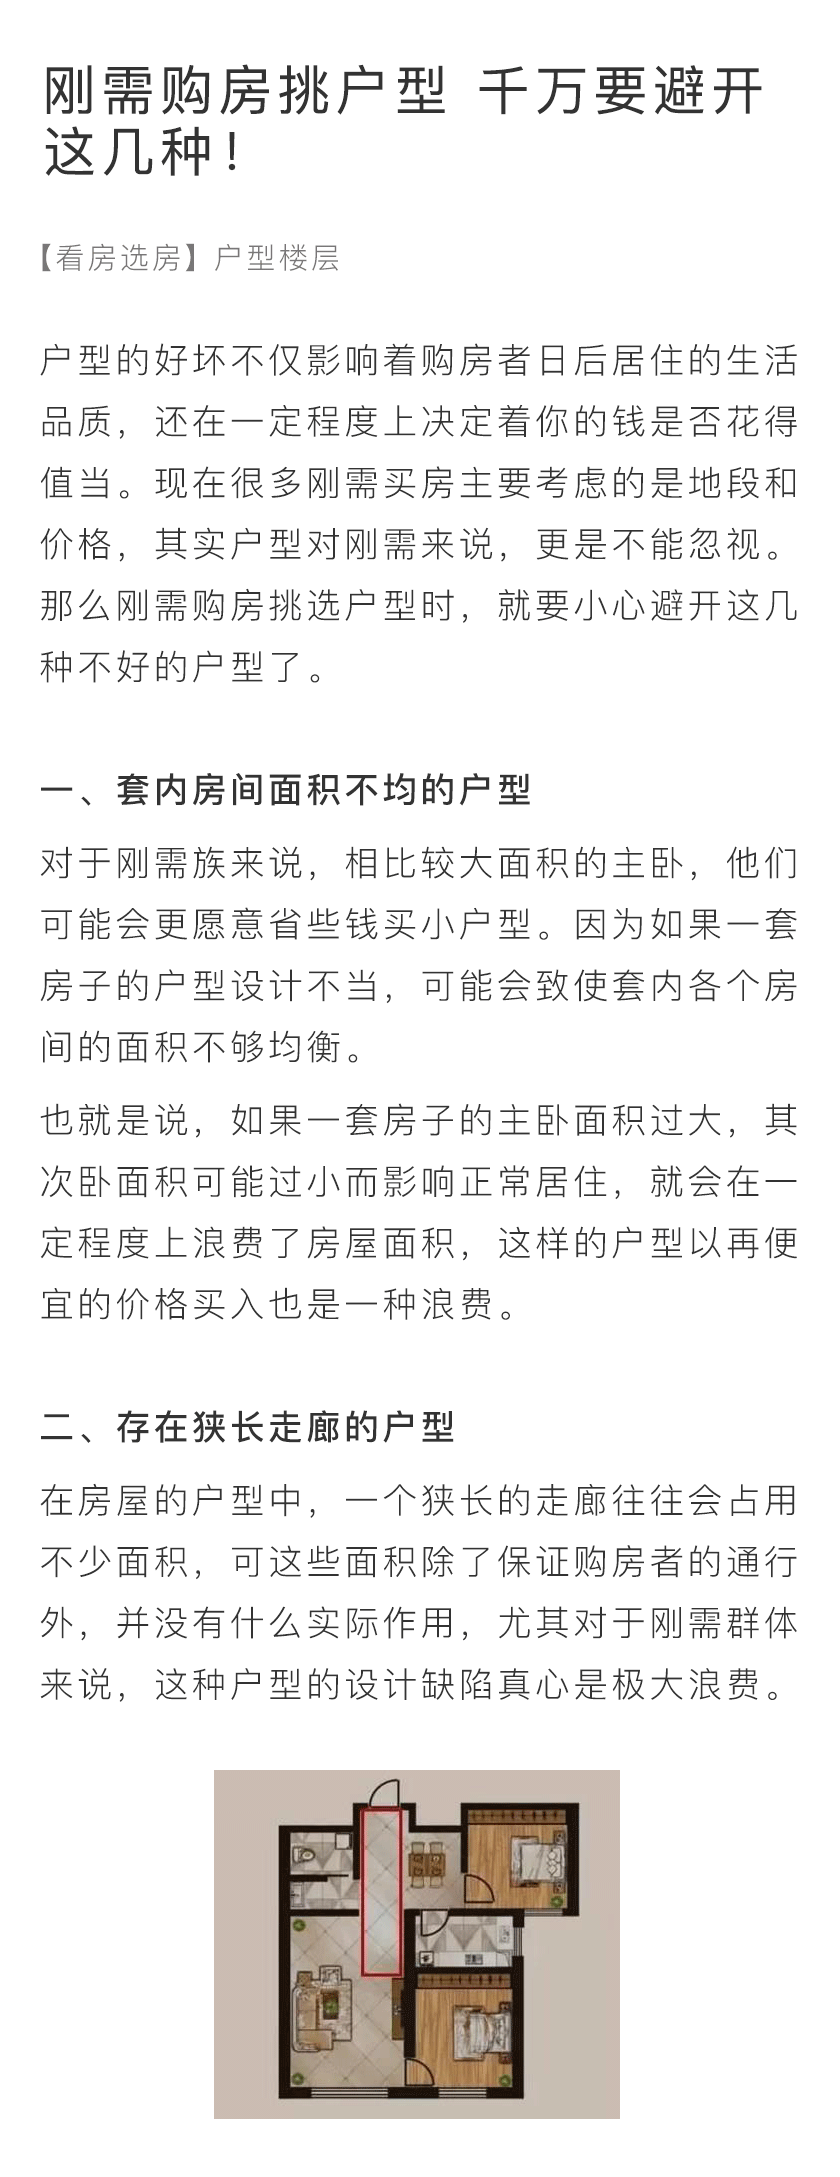 刚需购房挑户型 千万要避开
这几种！
【看房选房】户型楼层
户型的好坏不仅影响着购房者日后居住的生活
品质，还在一定程度上决定着你的钱是否花得
值当。现在很多刚需买房主要考虑的是地段和
价格，其实户型对刚需来说，更是不能忽视。
那么刚需购房挑选户型时，就要小心避开这几
种不好的户型了。
一、套内房间面积不均的户型
对于刚需族来说，相比较大面积的主卧，他们
可能会更愿意省些钱买小户型。因为如果一套
房子的户型设计不当，可能会致使套内各个房
间的面积不够均衡。
也就是说，如果一套房子的主卧面积过大，其
次卧面积可能过小而影响正常居住，就会在一
定程度上浪费了房屋面积，这样的户型以再便
宜的价格买入也是一种浪费。
二、存在狭长走廊的户型
在房屋的户型中，一个狭长的走廊往往会占用
不少面积，可这些面积除了保证购房者的通行
外，并没有什么实际作用，尤其对于刚需群体
来说，这种户型的设计缺陷真心是极大浪费。